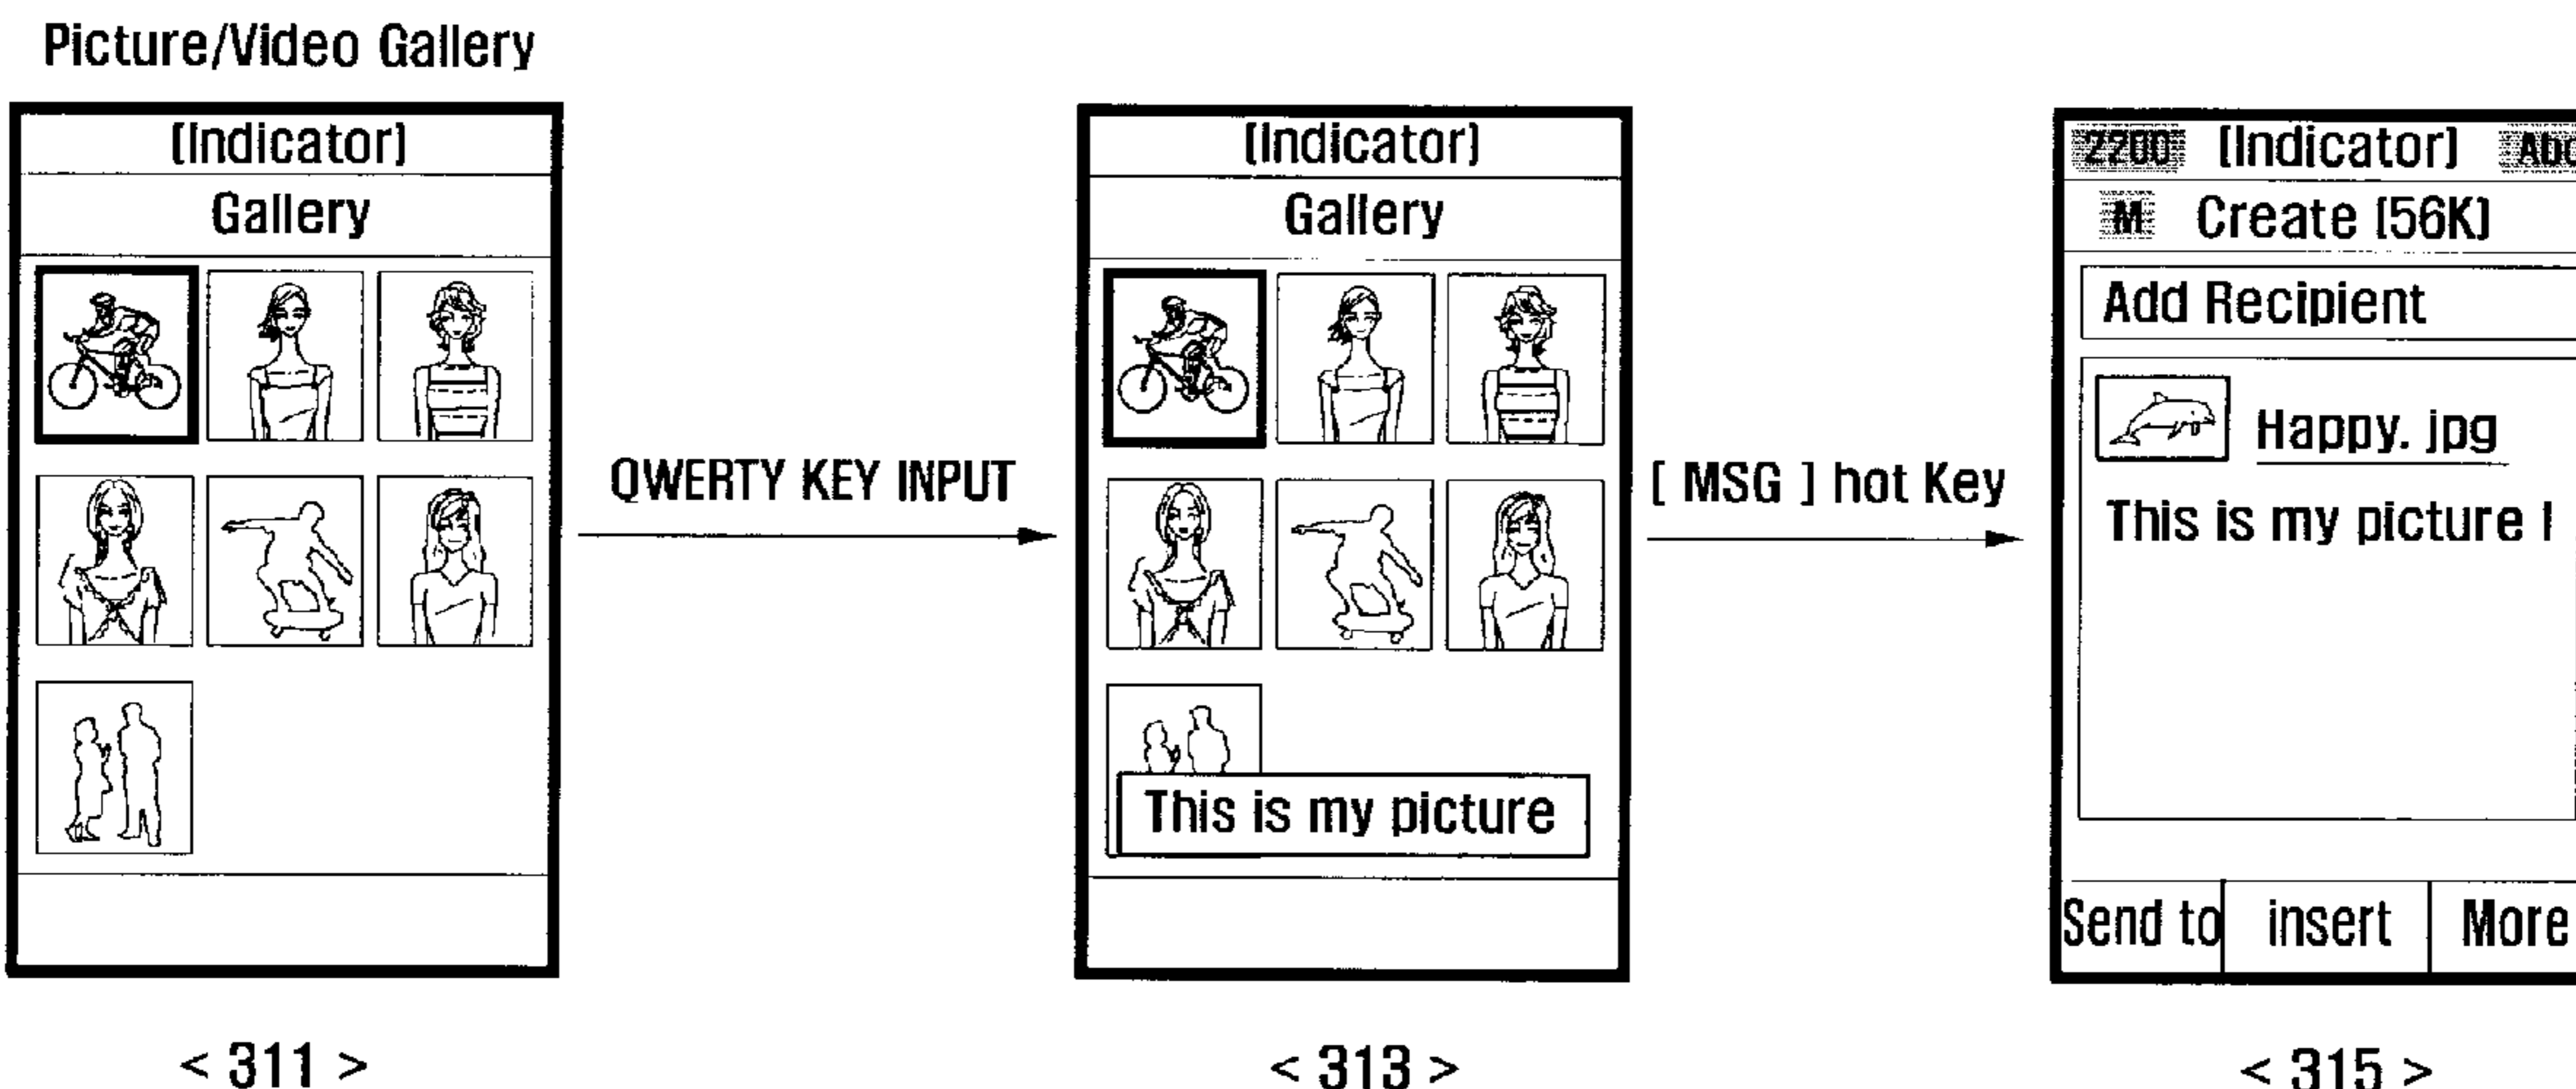 Picture/Video Gallery
[Indicator]
Gallery
QWERTY KEY INPUT
[Indicator]
Gallery
This is my picture
[ MSG ] hot Key
2200 [Indicator] Abc
M Create [56K]
Add Recipient
Happy. jpg
This is my picture I
Send to insert More
< 311 >
< 313 >
< 315 >